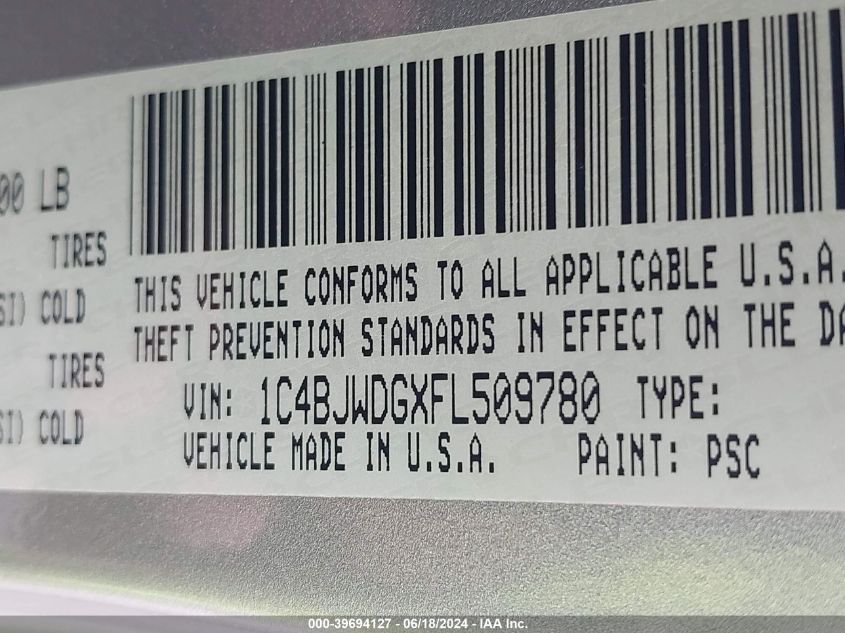 00 LB
TIRES
SI) COLD
TIRES
SI) COLD
THIS VEHICLE CONFORMS TO ALL APPLICABLE U.S.A.
THEFT PREVENTION STANDARDS IN EFFECT ON THE DA
VIN: 1C4BJWDGXFL509780 TYPE:
VEHICLE MADE IN U.S.A. PAINT: PSC
000-39694127 - 06/18/2024 - IAA Inc.